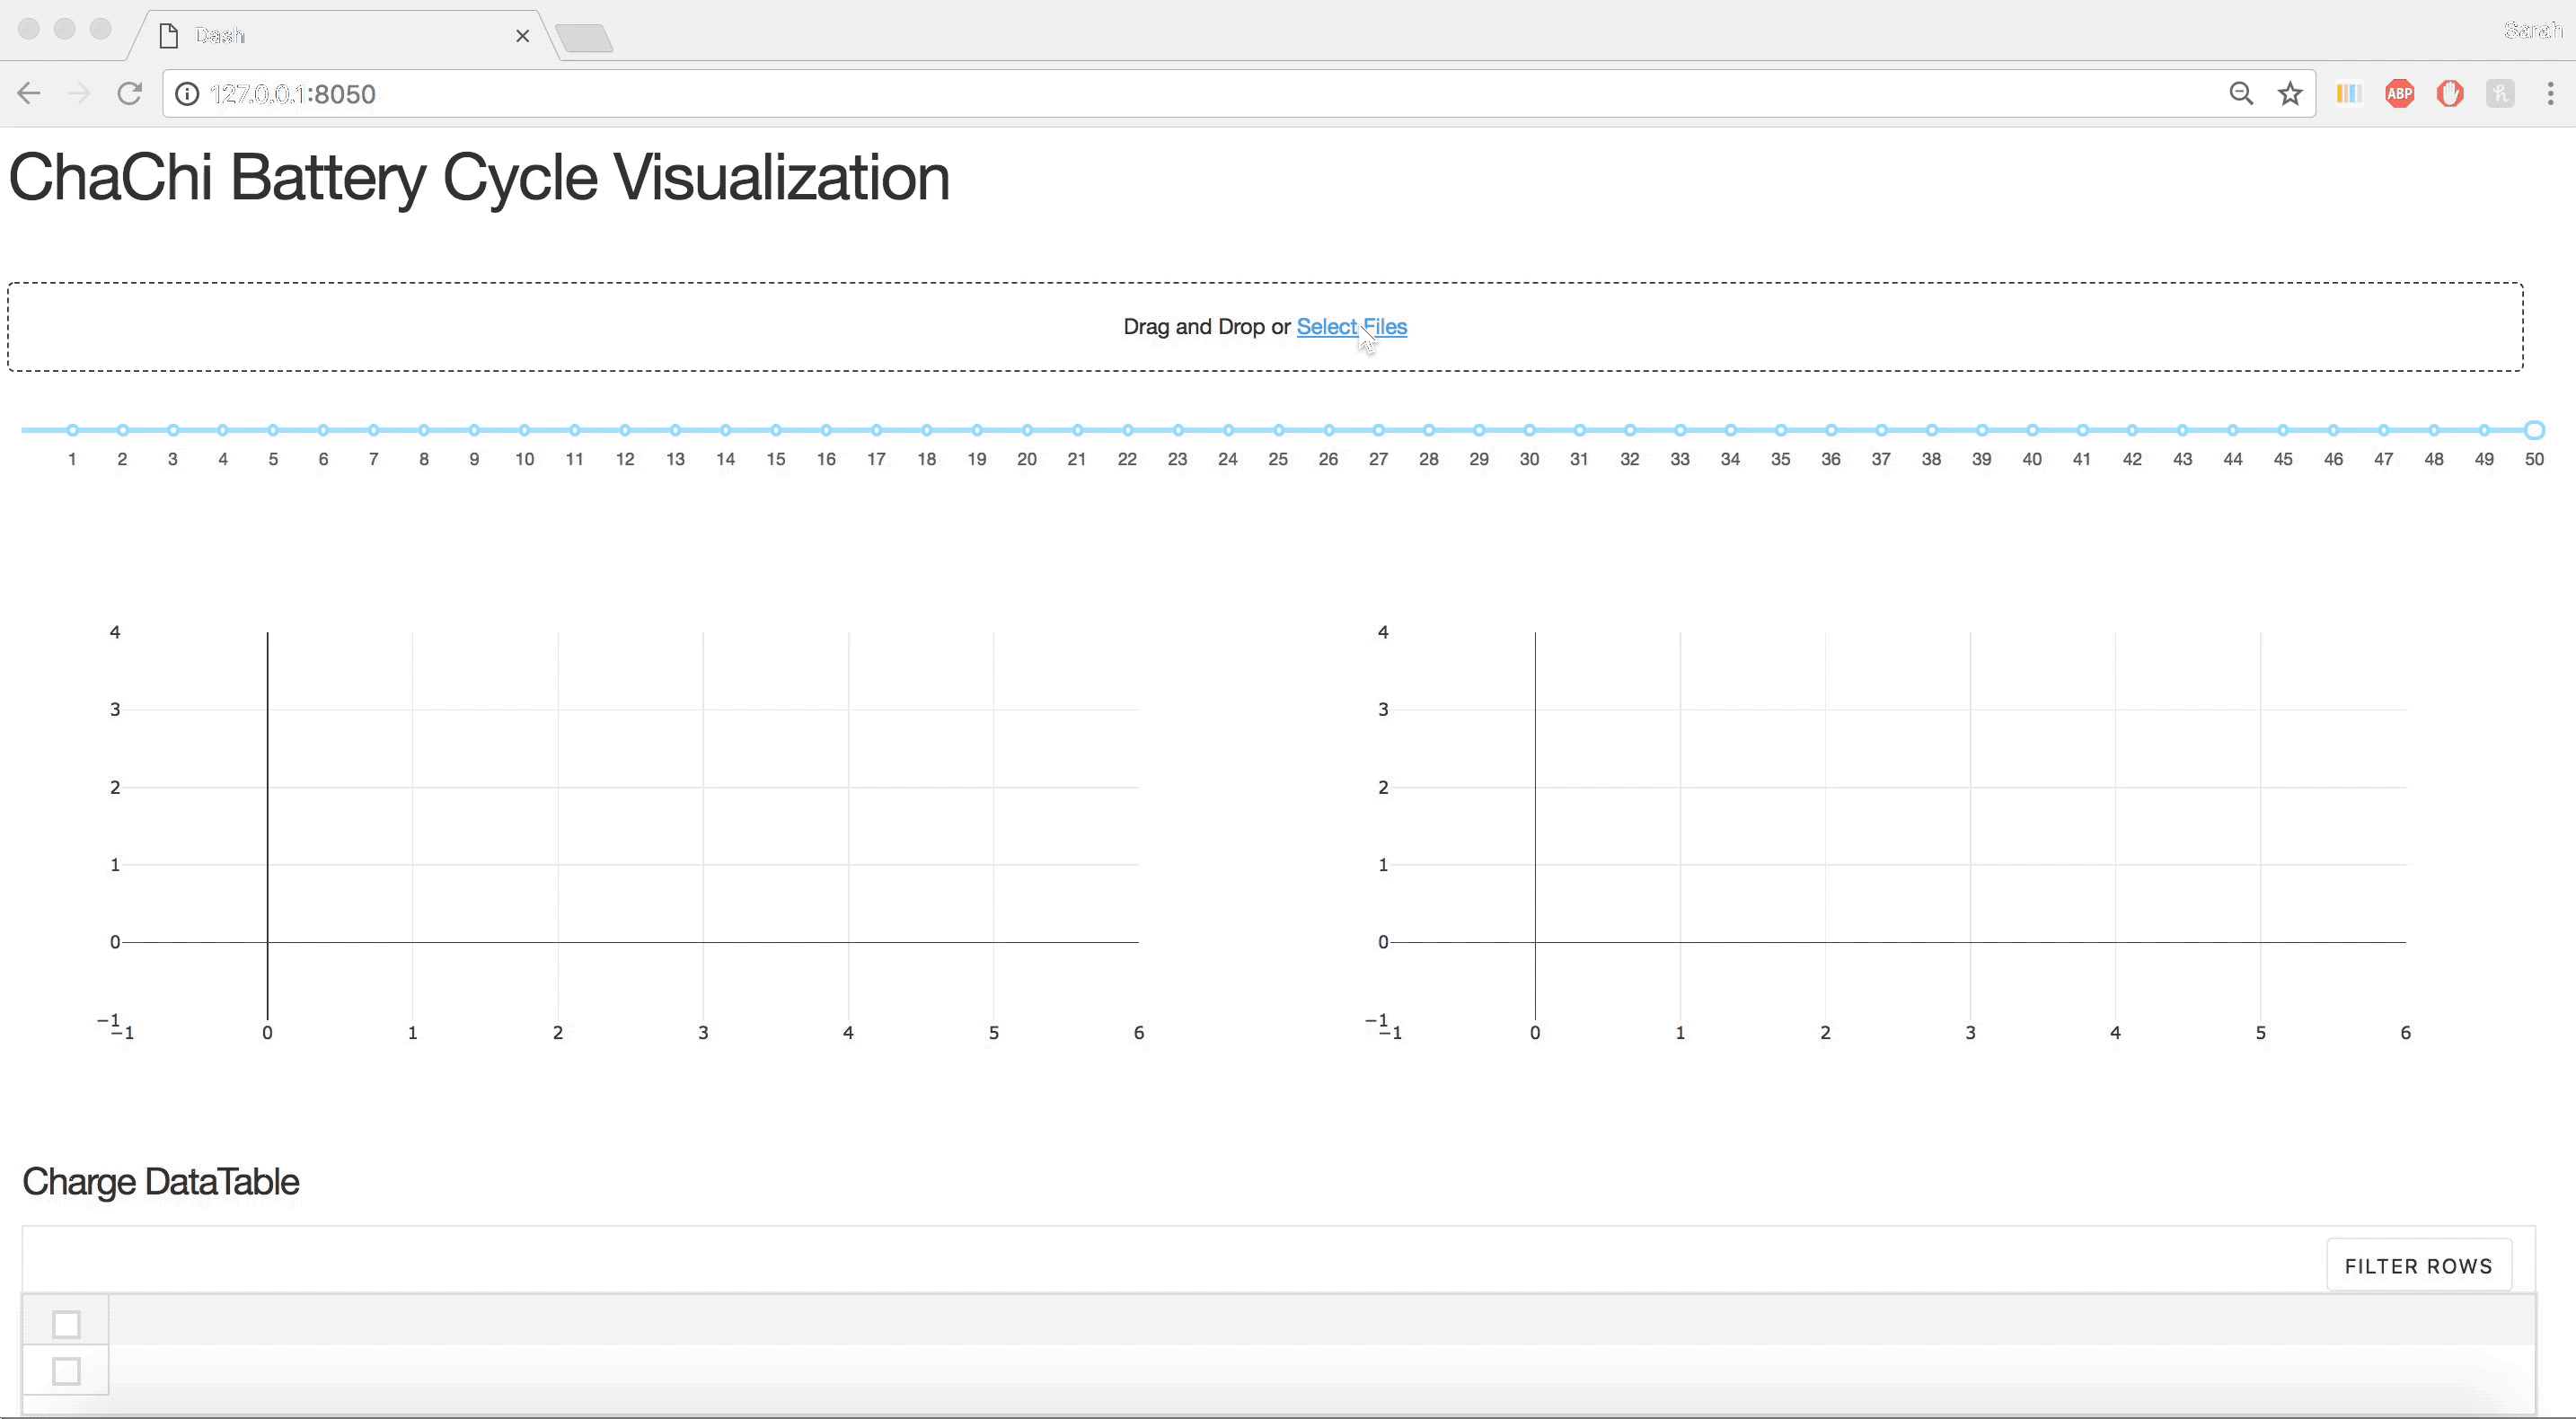 Dash
Sarah
127.0.0.1:8050
ABP
h
ChaChi Battery Cycle Visualization
Drag and Drop or Select Files
1 2 3 4 5 6 7 8 9 10 11 12 13 14 15 16 17 18 19 20 21 22 23 24 25 26 27 28 29 30 31 32 33 34 35 36 37 38 39 40 41 42 43 44 45 46 47 48 49 50
4
3
2
1
0
−1
−1 0 1 2 3 4 5 6
4
3
2
1
0
−1
−1 0 1 2 3 4 5 6
Charge DataTable
FILTER ROWS